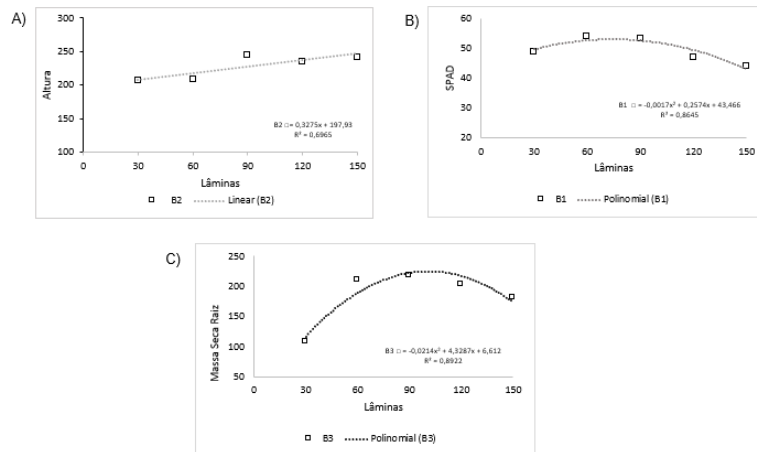 A)
300
250
200
150
100
0
30
60
90
120
150
Altura
Lâminas
B2 □ = 0,3275x + 197,93
R² = 0,6965
B2
Linear (B2)
B)
60
50
40
30
20
0
30
60
90
120
150
SPAD
Lâminas
B1 □ = -0,0017x² + 0,2574x + 43,466
R² = 0,8645
B1
Polinomial (B1)
C)
250
200
150
100
50
0
30
60
90
120
150
Massa Seca Raiz
Lâminas
B3 □ = -0,0214x² + 4,3287x + 6,612
R² = 0,8922
B3
Polinomial (B3)